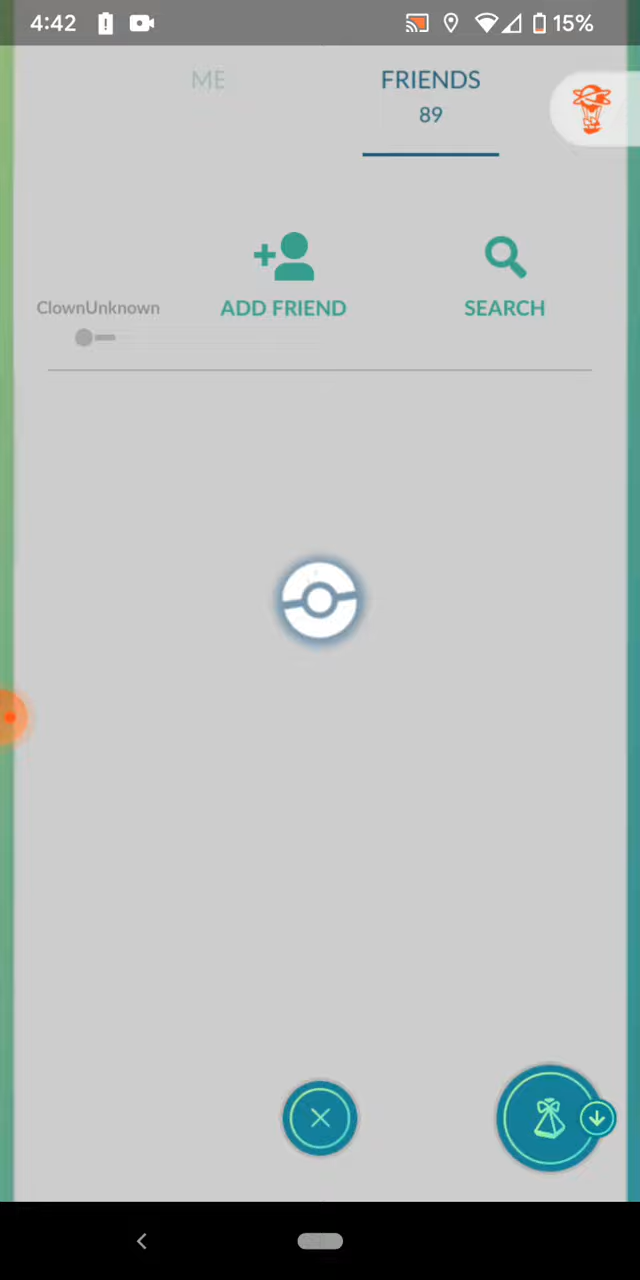 4:42
15%
ME
FRIENDS
89
ClownUnknown
ADD FRIEND
SEARCH